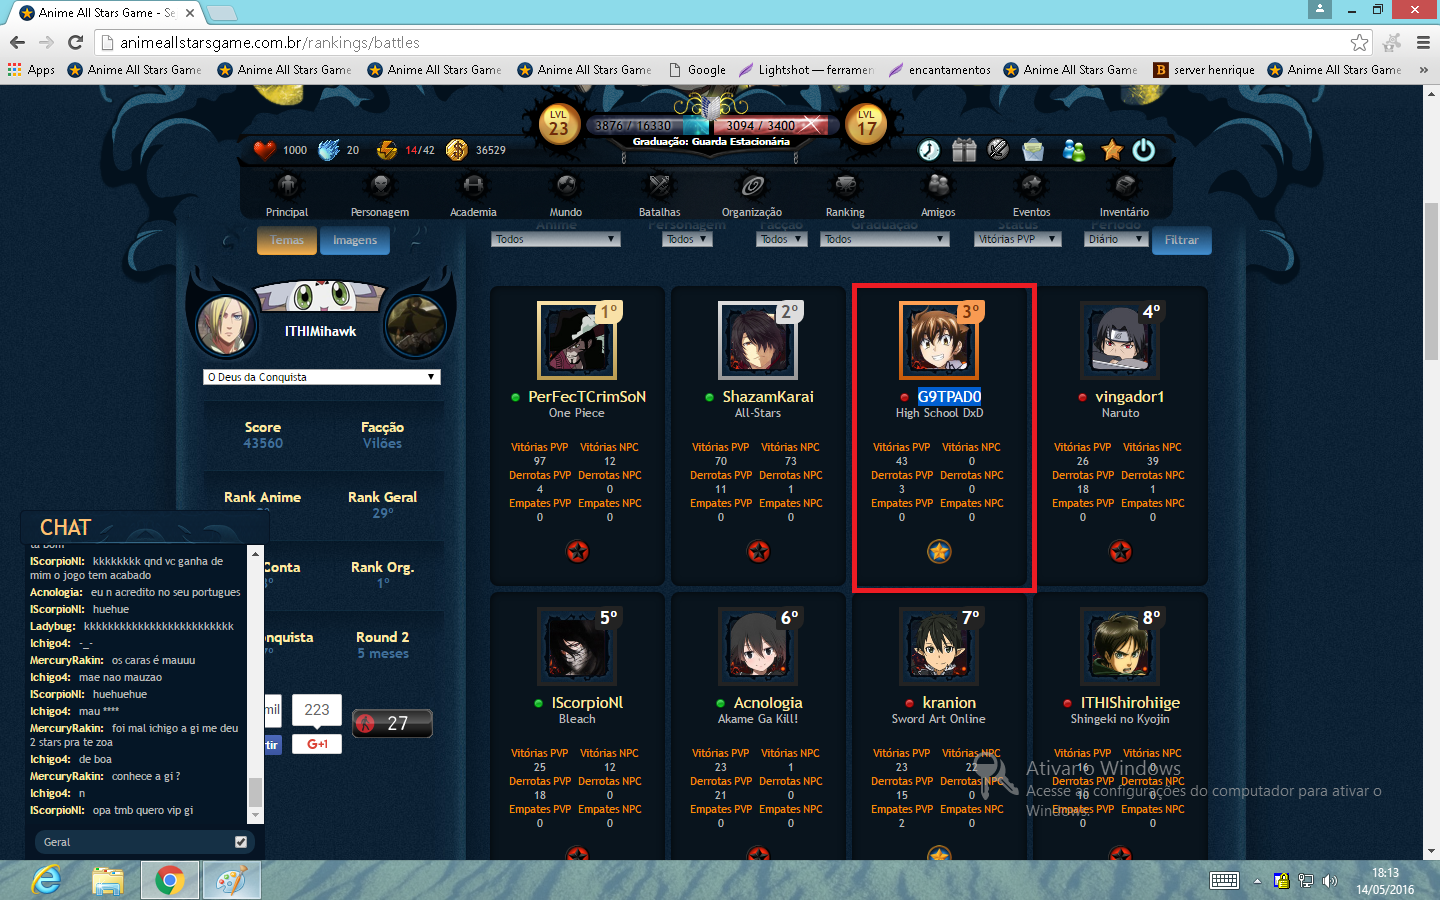 Anime All Stars Game - Se
animeallstarsgame.com.br/rankings/battles
Apps Anime All Stars Game Anime All Stars Game Anime All Stars Game Anime All Stars Game Google Lightshot — ferramen encantamentos Anime All Stars Game server henrique Anime All Stars Game »
LVL 23
3876 / 16330
3094 / 3400
LVL 17
Graduação: Guarda Estacionária
1000 20 14/42 36529
Principal Personagem Academia Mundo Batalhas Organização Ranking Amigos Eventos Inventário
Anime Personagem Facção Graduação Status Período
Todos Todos Todos Todos Vitórias PVP Diário Filtrar
Temas Imagens
ITHIMihawk
O Deus da Conquista
Score Facção
43560 Vilões
Rank Anime Rank Geral
29º
Conta Rank Org.
1º
onquista Round 2
5 meses
mil 223
rtir G+1
27
CHAT
IScorpioNl: kkkkkkkk qnd vc ganha de
mim o jogo tem acabado
Acnologia: eu n acredito no seu portugues
IScorpioNl: huehue
Ladybug: kkkkkkkkkkkkkkkkkkkkkkkkk
Ichigo4: -_-
MercuryRakin: os caras é mauuu
Ichigo4: mae nao mauzao
IScorpioNl: huehuehue
Ichigo4: mau ****
MercuryRakin: foi mal ichigo a gi me deu
2 stars pra te zoa
Ichigo4: de boa
MercuryRakin: conhece a gi ?
Ichigo4: n
IScorpioNl: opa tmb quero vip gi
Geral
1º 2º 3º 4º
PerFecTCrimSoN ShazamKarai G9TPAD0 vingador1
One Piece All-Stars High School DxD Naruto
Vitórias PVP Vitórias NPC Vitórias PVP Vitórias NPC Vitórias PVP Vitórias NPC Vitórias PVP Vitórias NPC
97 12 70 73 43 0 26 39
Derrotas PVP Derrotas NPC Derrotas PVP Derrotas NPC Derrotas PVP Derrotas NPC Derrotas PVP Derrotas NPC
4 0 11 1 3 0 18 1
Empates PVP Empates NPC Empates PVP Empates NPC Empates PVP Empates NPC Empates PVP Empates NPC
0 0 0 0 0 0 0 0
5º 6º 7º 8º
IScorpioNl Acnologia kranion ITHIShirohiige
Bleach Akame Ga Kill! Sword Art Online Shingeki no Kyojin
Vitórias PVP Vitórias NPC Vitórias PVP Vitórias NPC Vitórias PVP Vitórias NPC Vitórias PVP Vitórias NPC
25 12 23 1 23 22 16 0
Derrotas PVP Derrotas NPC Derrotas PVP Derrotas NPC Derrotas PVP Derrotas NPC Derrotas PVP Derrotas NPC
18 0 21 0 15 0 10 0
Empates PVP Empates NPC Empates PVP Empates NPC Empates PVP Empates NPC Empates PVP Empates NPC
0 0 0 0 2 0 0 0
Ativar o Windows
Acesse as configurações do computador para ativar o
Windows.
18:13
14/05/2016